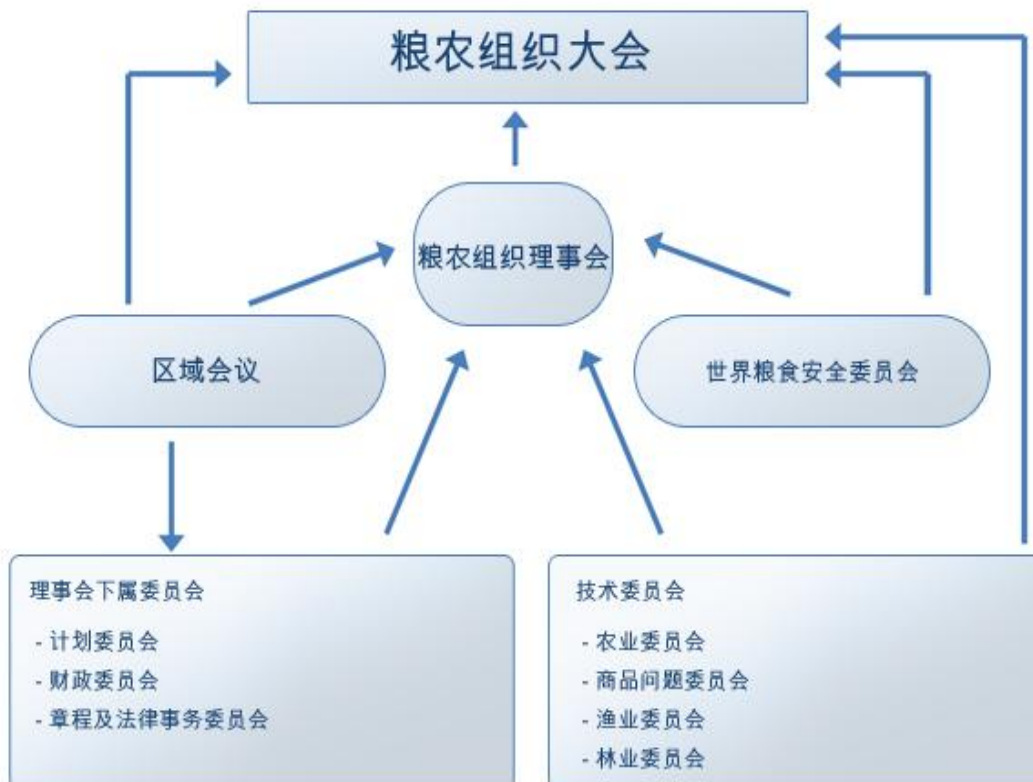 粮农组织大会
粮农组织理事会
区域会议
世界粮食安全委员会
理事会下属委员会
- 计划委员会
- 财政委员会
- 章程及法律事务委员会
技术委员会
- 农业委员会
- 商品问题委员会
- 渔业委员会
- 林业委员会